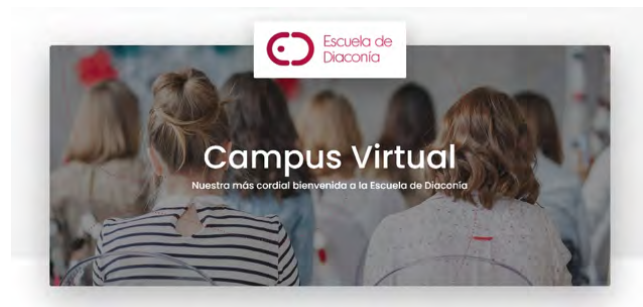 Escuela de
Diaconía
Campus Virtual
Nuestra más cordial bienvenida a la Escuela de Diaconía